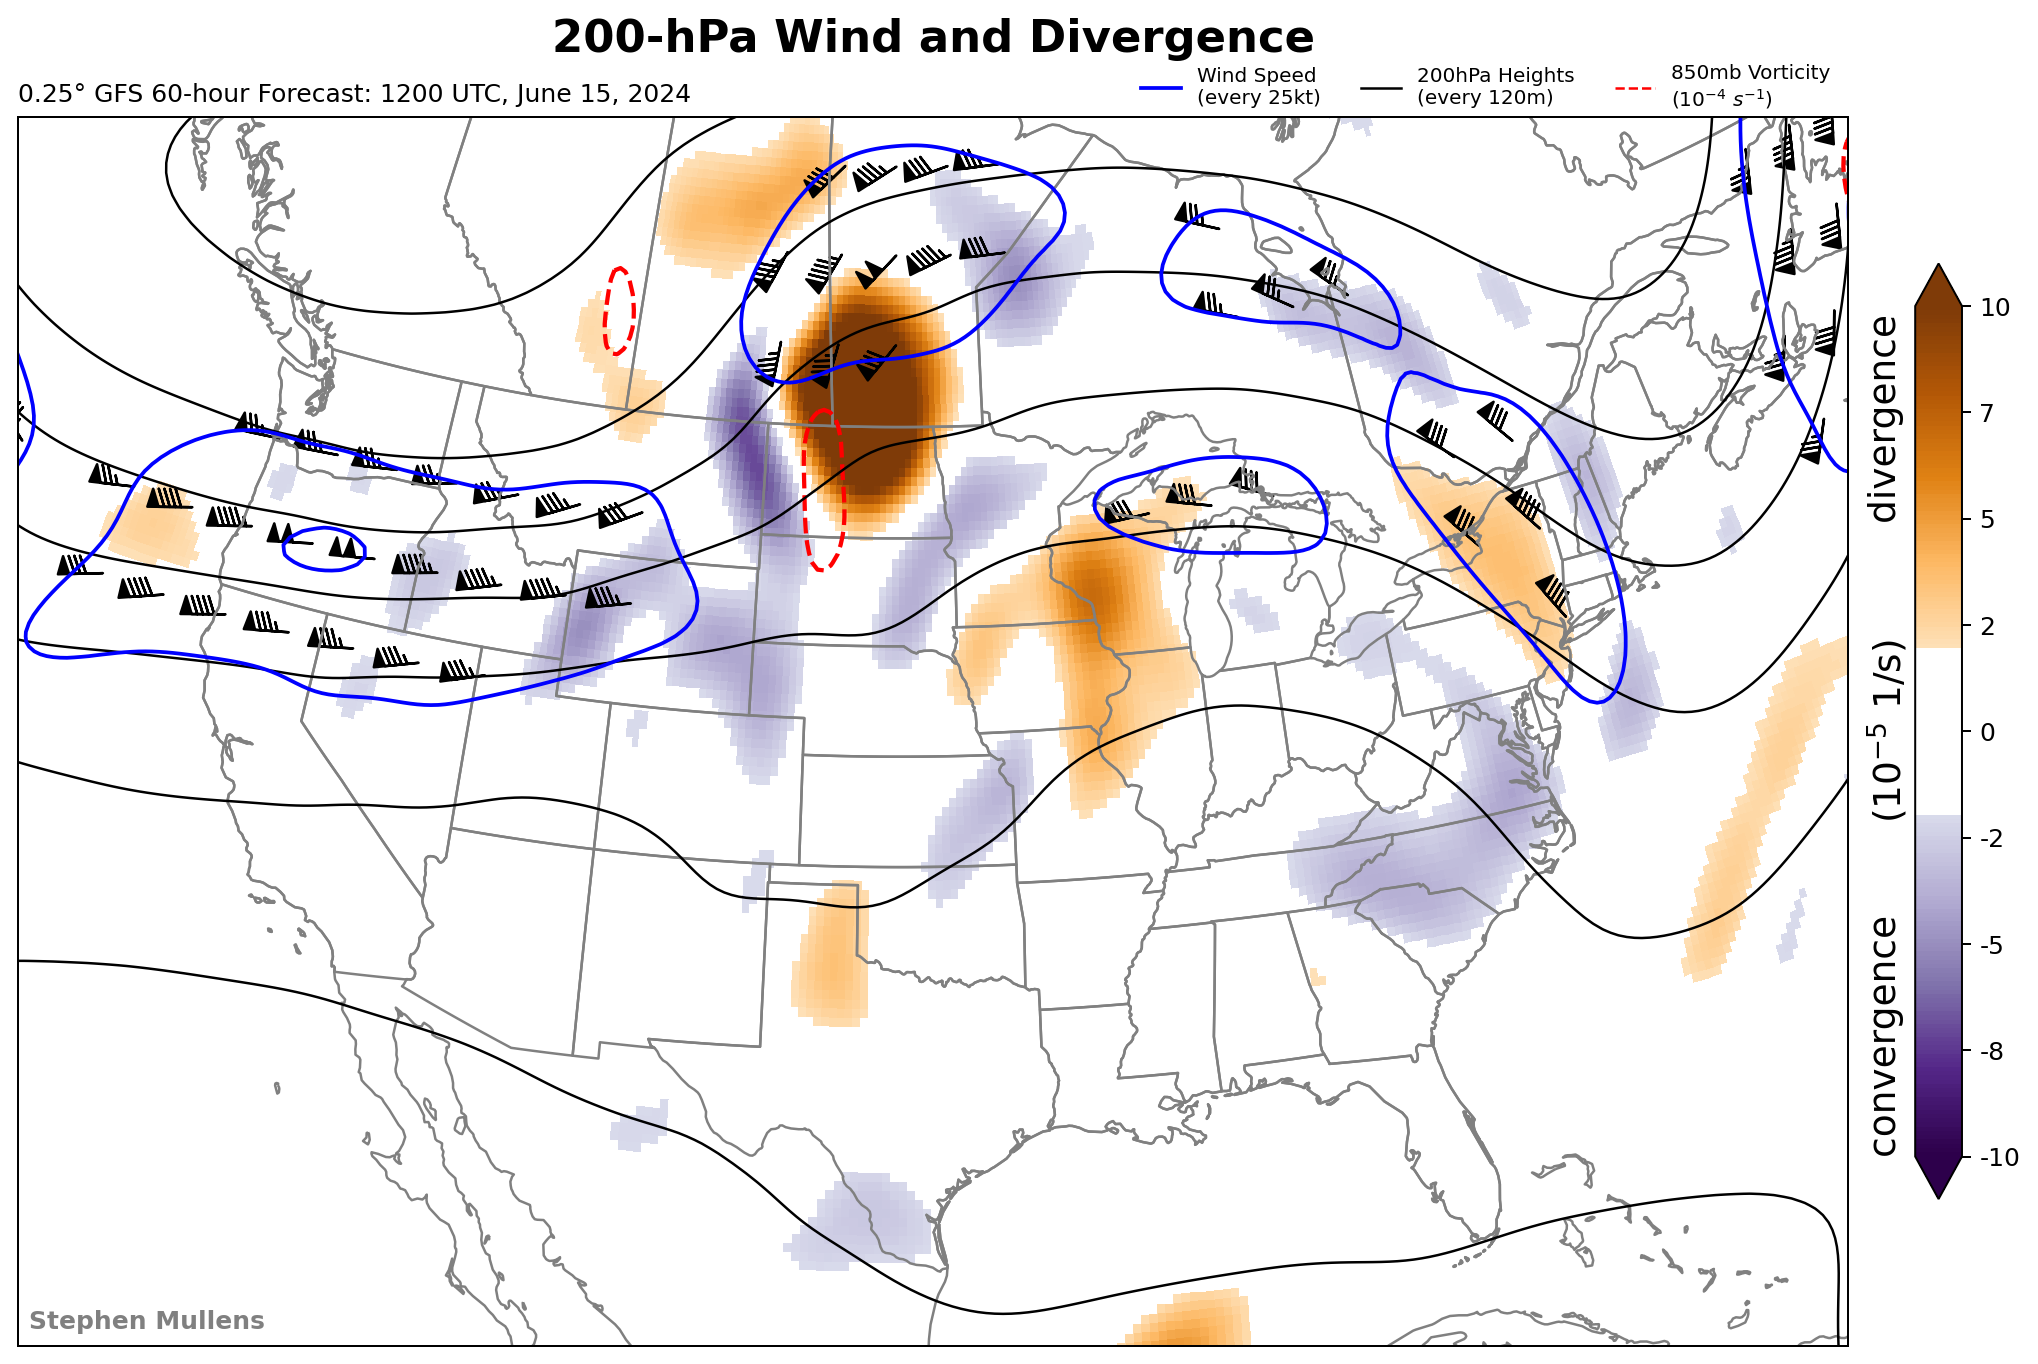 200-hPa Wind and Divergence
0.25° GFS 60-hour Forecast: 1200 UTC, June 15, 2024
Wind Speed
(every 25kt)
200hPa Heights
(every 120m)
850mb Vorticity
(10⁻⁴ s⁻¹)
10
7
5
2
0
-2
-5
-8
-10
convergence (10⁻⁵ 1/s) divergence
Stephen Mullens